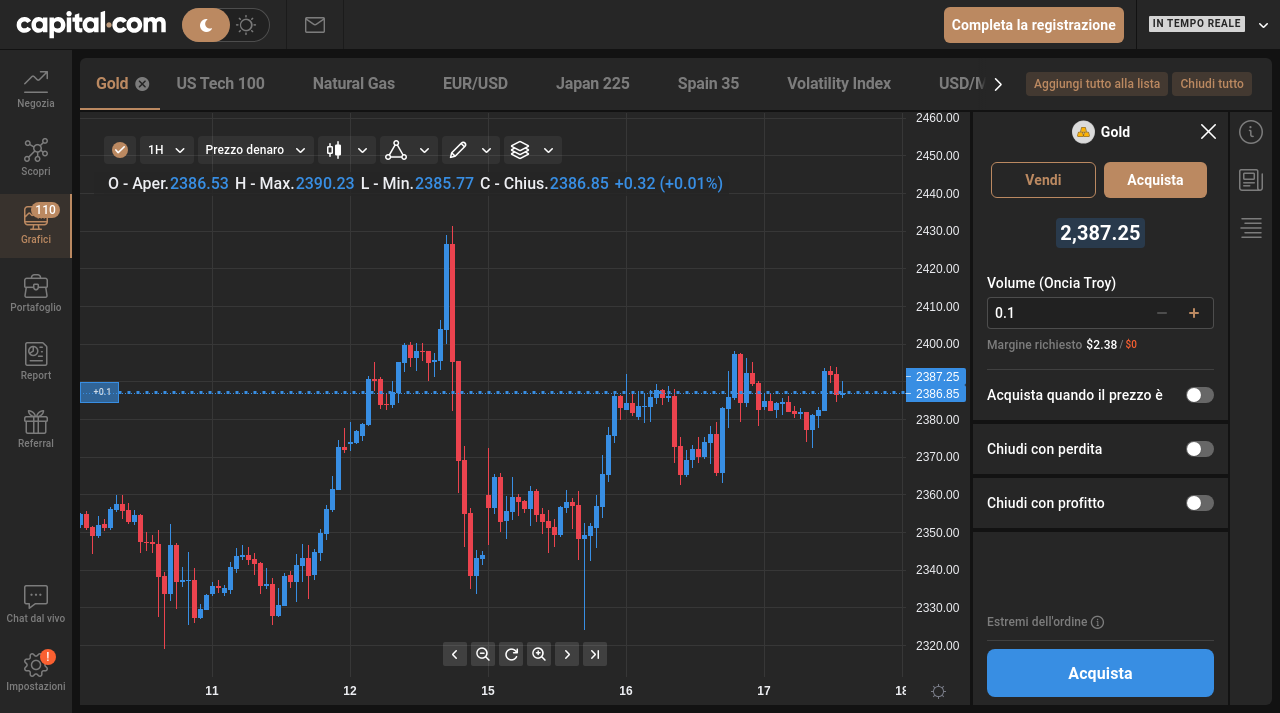 capital.com
Completa la registrazione
IN TEMPO REALE
Negozia
Scopri
110
Grafici
Portafoglio
Report
Referral
Chat dal vivo
!
Impostazioni
Gold
US Tech 100
Natural Gas
EUR/USD
Japan 225
Spain 35
Volatility Index
USD/M
Aggiungi tutto alla lista
Chiudi tutto
1H
Prezzo denaro
O - Aper.2386.53 H - Max.2390.23 L - Min.2385.77 C - Chius.2386.85 +0.32 (+0.01%)
2460.00
2450.00
2440.00
2430.00
2420.00
2410.00
2400.00
2387.25
2386.85
2380.00
2370.00
2360.00
2350.00
2340.00
2330.00
2320.00
+0.1
11
12
15
16
17
18
Gold
Vendi
Acquista
2,387.25
Volume (Oncia Troy)
0.1
Margine richiesto $2.38 / $0
Acquista quando il prezzo è
Chiudi con perdita
Chiudi con profitto
Estremi dell'ordine
Acquista